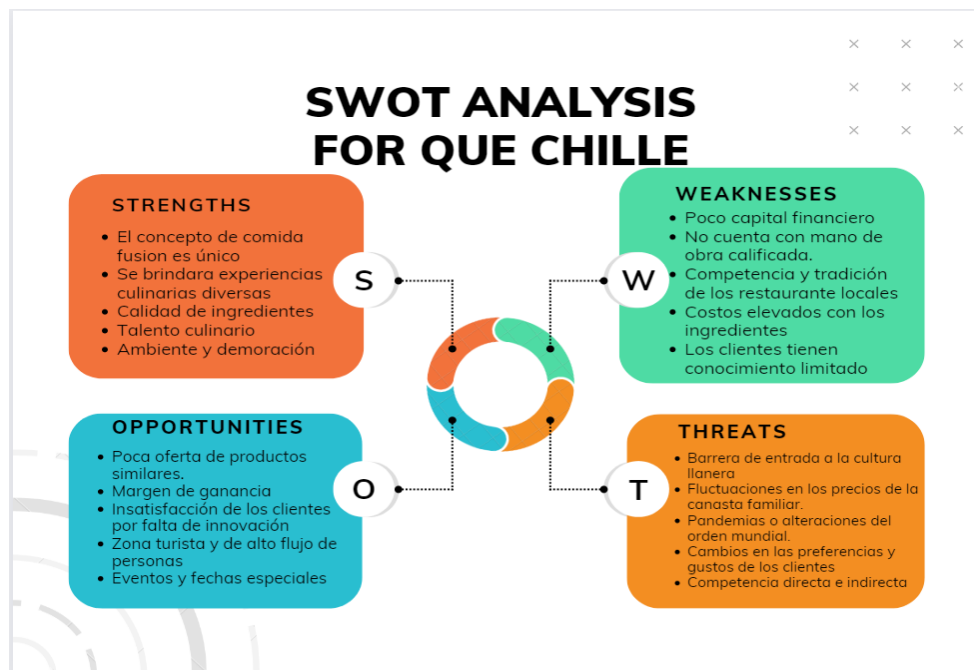 SWOT ANALYSIS
FOR QUE CHILLE
STRENGTHS
• El concepto de comida
fusion es único
• Se brindara experiencias
culinarias diversas
• Calidad de ingredientes
• Talento culinario
• Ambiente y demoración
S
WEAKNESSES
• Poco capital financiero
• No cuenta con mano de
obra calificada.
• Competencia y tradición
de los restaurante locales
• Costos elevados con los
ingredientes
• Los clientes tienen
conocimiento limitado
W
OPPORTUNITIES
• Poca oferta de productos
similares.
• Margen de ganancia
• Insatisfacción de los clientes
por falta de innovación
• Zona turista y de alto flujo de
personas
• Eventos y fechas especiales
O
THREATS
• Barrera de entrada a la cultura
llanera
• Fluctuaciones en los precios de la
canasta familiar.
• Pandemias o alteraciones del
orden mundial.
• Cambios en las preferencias y
gustos de los clientes
• Competencia directa e indirecta
T